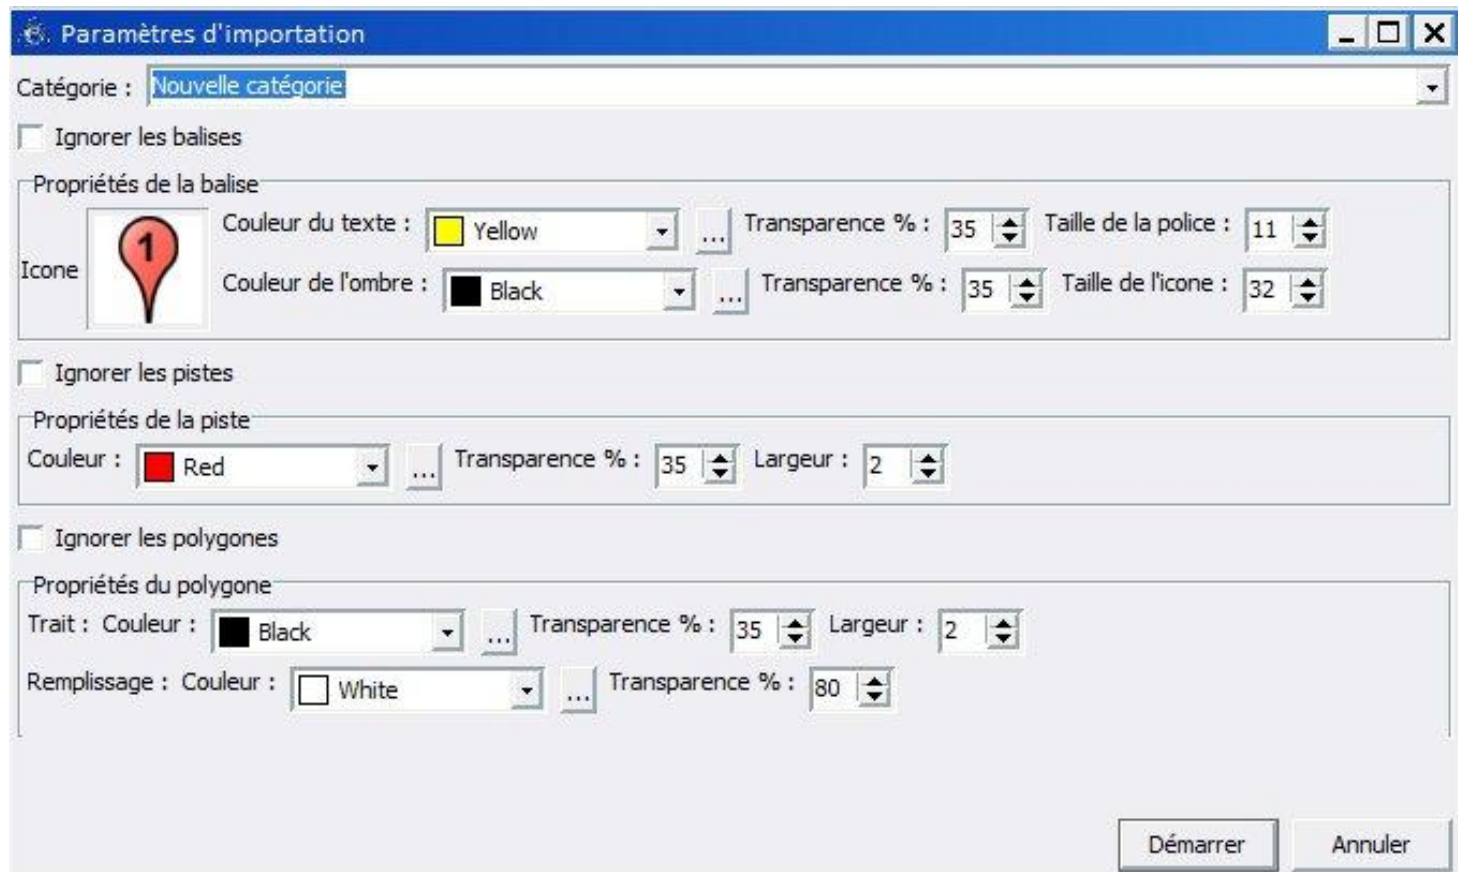 Paramètres d'importation
Catégorie : Nouvelle catégorie
Ignorer les balises
Propriétés de la balise
Icone 1 Couleur du texte : Yellow ... Transparence % : 35 Taille de la police : 11
Couleur de l'ombre : Black ... Transparence % : 35 Taille de l'icone : 32
Ignorer les pistes
Propriétés de la piste
Couleur : Red ... Transparence % : 35 Largeur : 2
Ignorer les polygones
Propriétés du polygone
Trait : Couleur : Black ... Transparence % : 35 Largeur : 2
Remplissage : Couleur : White ... Transparence % : 80
Démarrer Annuler